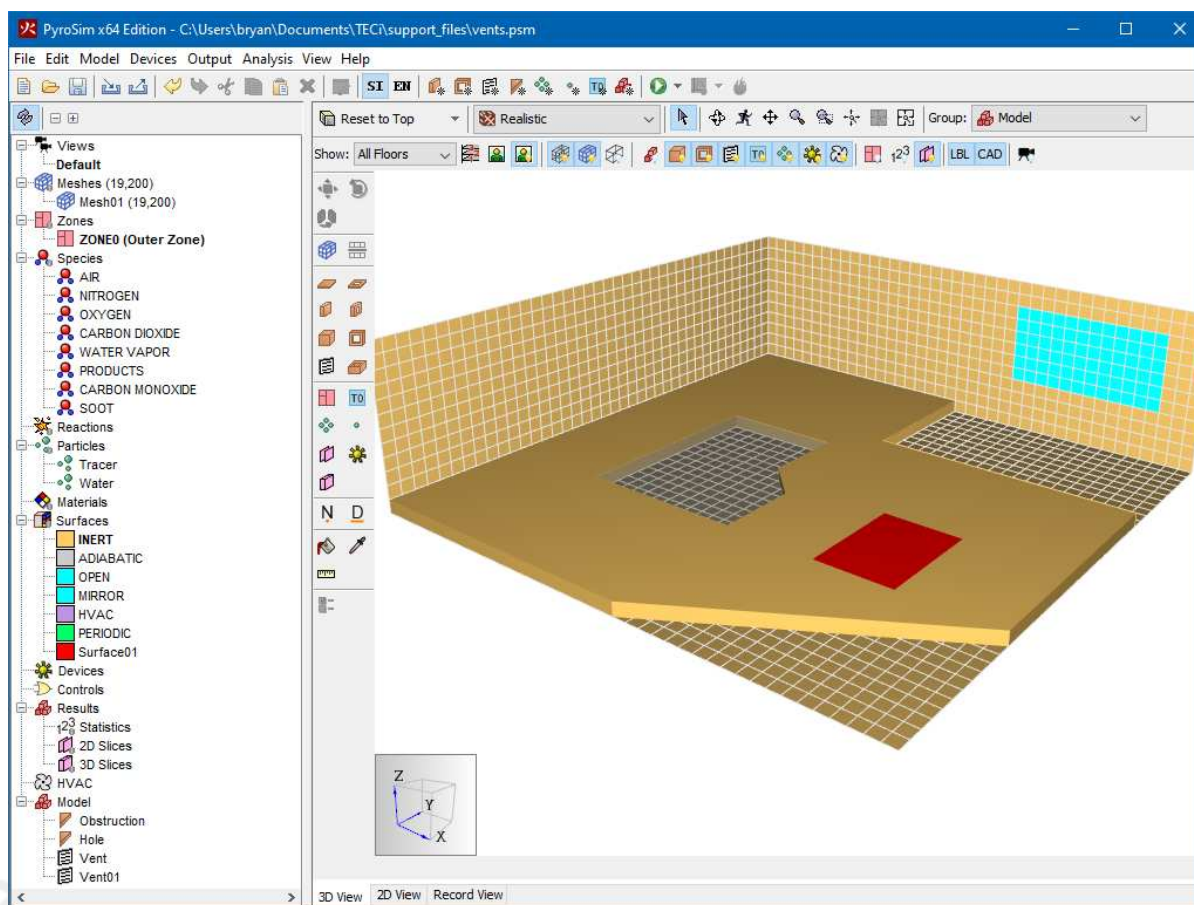 PyroSim x64 Edition - C:\Users\bryan\Documents\TECi\support_files\vents.psm
File Edit Model Devices Output Analysis View Help
SI EN
Reset to Top Realistic Group: Model
Show: All Floors LBL CAD
Views
Default
Meshes (19,200)
Mesh01 (19,200)
Zones
ZONE0 (Outer Zone)
Species
AIR
NITROGEN
OXYGEN
CARBON DIOXIDE
WATER VAPOR
PRODUCTS
CARBON MONOXIDE
SOOT
Reactions
Particles
Tracer
Water
Materials
Surfaces
INERT
ADIABATIC
OPEN
MIRROR
HVAC
PERIODIC
Surface01
Devices
Controls
Results
Statistics
2D Slices
3D Slices
HVAC
Model
Obstruction
Hole
Vent
Vent01
N D
Z
Y
X
3D View 2D View Record View